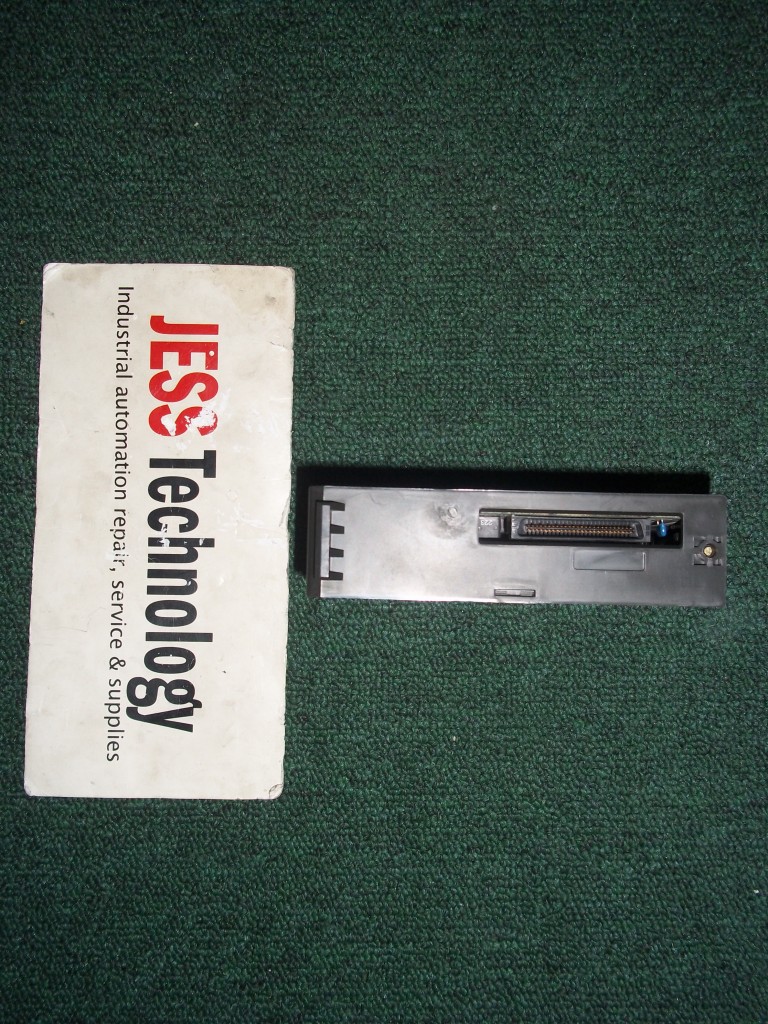 JESS Technology
Industrial automation repair, service & supplies